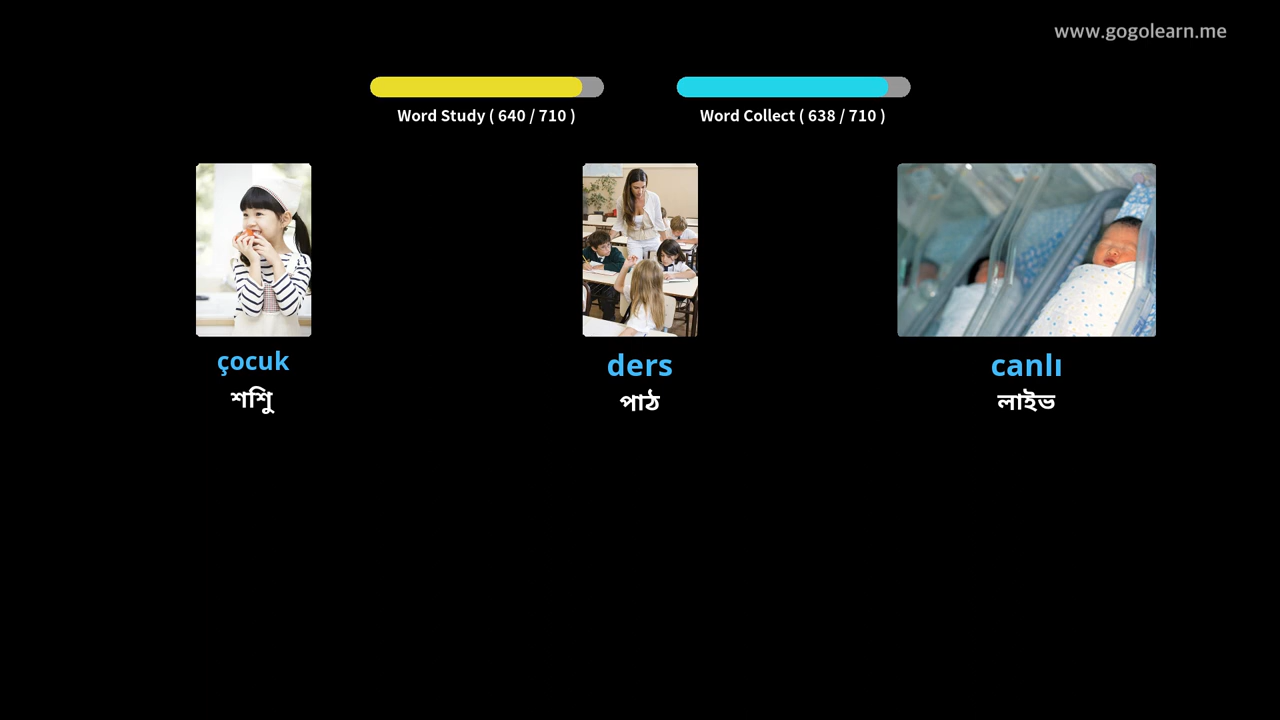 www.gogolearn.me
Word Study ( 640 / 710 )
Word Collect ( 638 / 710 )
çocuk
ders
canlı
শিশু
পাঠ
লাইভ